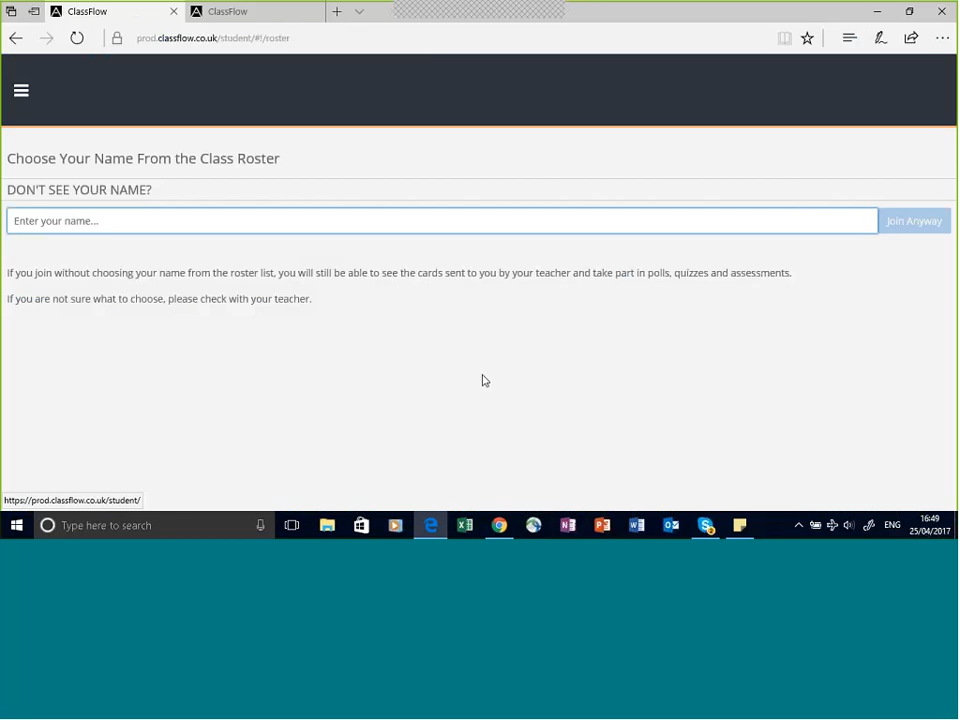 ClassFlow
ClassFlow
prod.classflow.co.uk/student/#!/roster
Choose Your Name From the Class Roster
DON'T SEE YOUR NAME?
Enter your name...
Join Anyway
If you join without choosing your name from the roster list, you will still be able to see the cards sent to you by your teacher and take part in polls, quizzes and assessments.
If you are not sure what to choose, please check with your teacher.
https://prod.classflow.co.uk/student/
Type here to search
ENG
16:49
25/04/2017